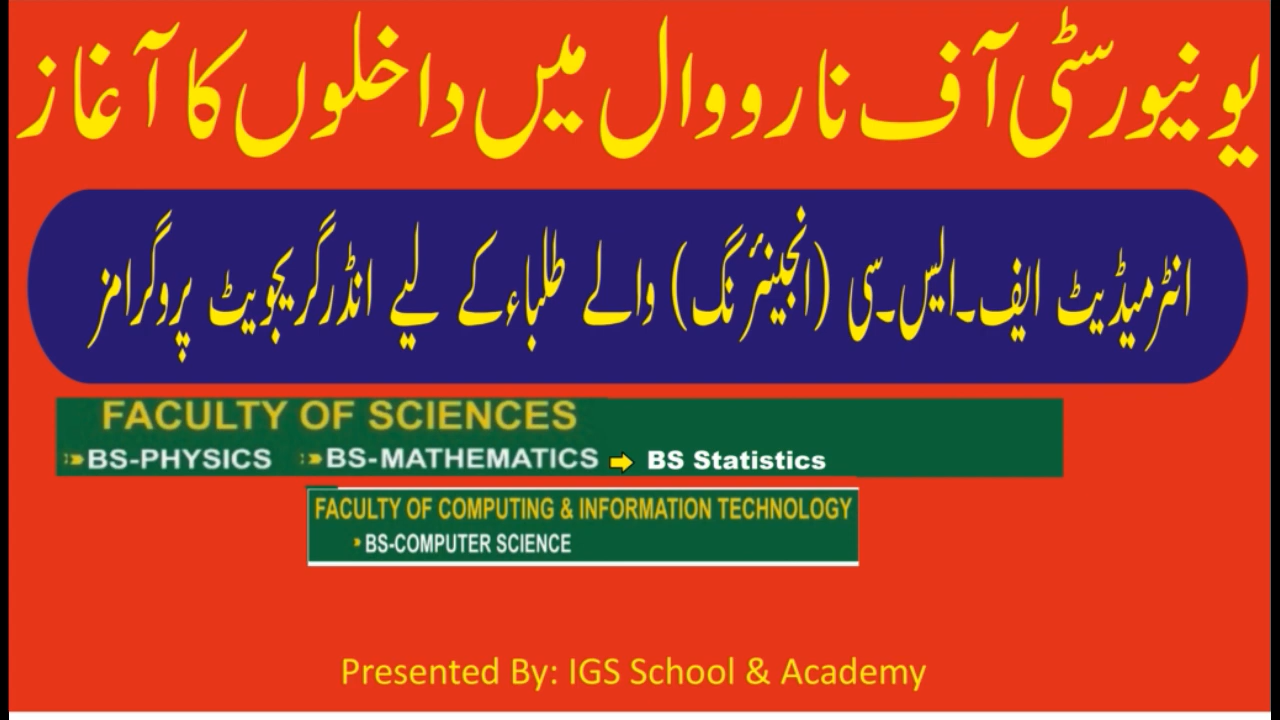 یونیورسٹی آف نارووال میں داخلوں کا آغاز
انٹرمیڈیٹ ایف۔ایس۔سی (انجینئرنگ) والے طلباء کے لیے انڈرگریجویٹ پروگرامز
FACULTY OF SCIENCES
BS-PHYSICS BS-MATHEMATICS BS Statistics
FACULTY OF COMPUTING & INFORMATION TECHNOLOGY
BS-COMPUTER SCIENCE
Presented By: IGS School & Academy